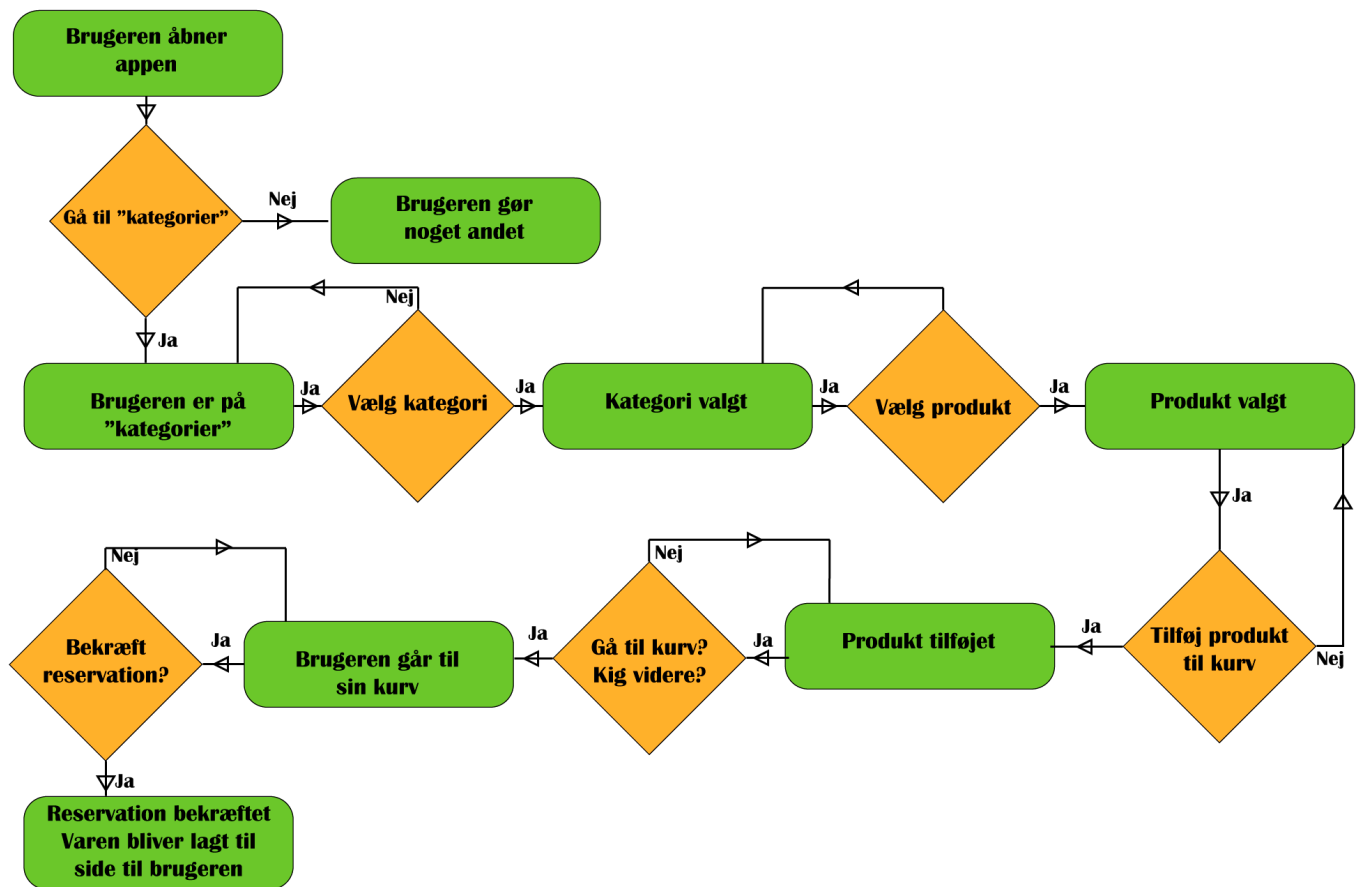 Brugeren åbner
appen
Gå til ”kategorier”
Nej
Brugeren gør
noget andet
Ja
Nej
Brugeren er på
”kategorier”
Ja
Vælg kategori
Ja
Kategori valgt
Ja
Vælg produkt
Ja
Produkt valgt
Ja
Tilføj produkt
til kurv
Nej
Ja
Produkt tilføjet
Ja
Nej
Gå til kurv?
Kig videre?
Ja
Brugeren går til
sin kurv
Ja
Nej
Bekræft
reservation?
Ja
Reservation bekræftet
Varen bliver lagt til
side til brugeren